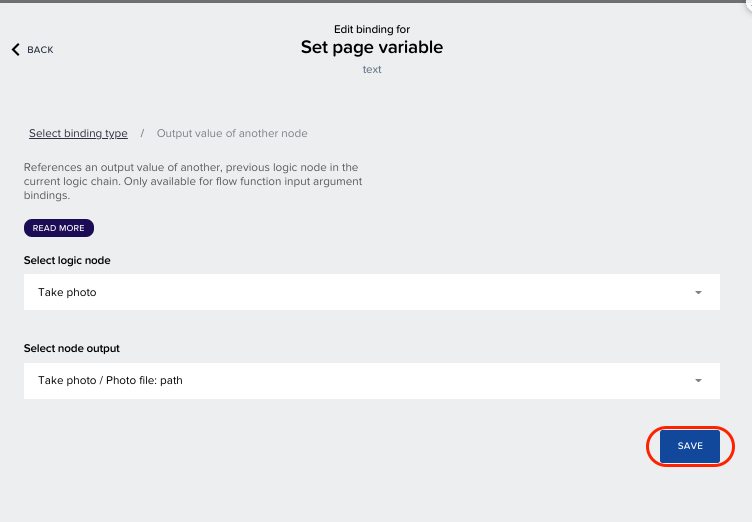 Edit binding for
BACK
Set page variable
text
Select binding type / Output value of another node
References an output value of another, previous logic node in the
current logic chain. Only available for flow function input argument
bindings.
READ MORE
Select logic node
Take photo
Select node output
Take photo / Photo file: path
SAVE